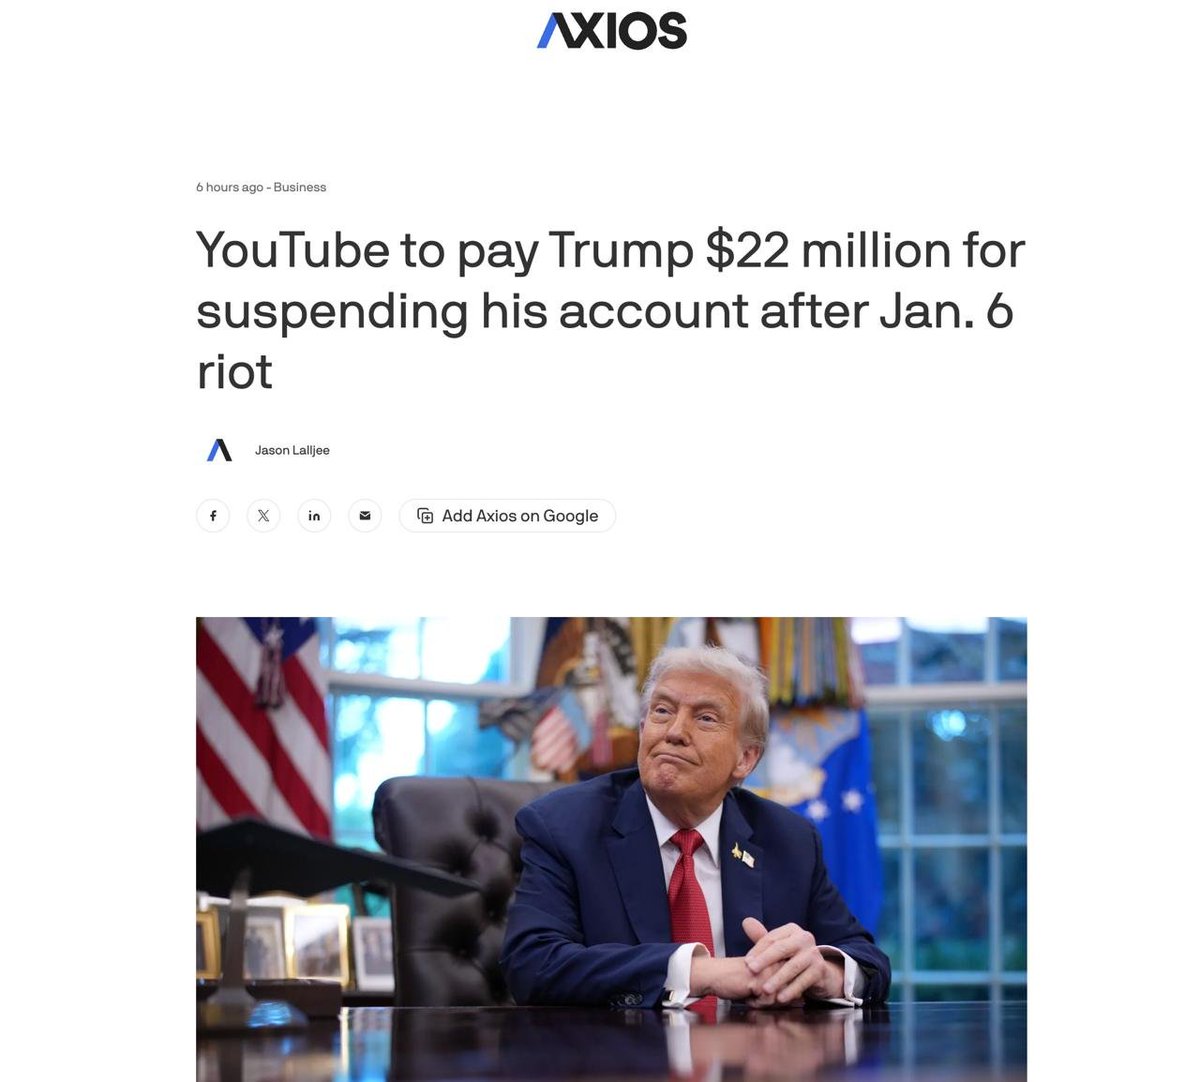 AXIOS
6 hours ago - Business
YouTube to pay Trump $22 million for
suspending his account after Jan. 6
riot
Jason Lalljee
f
X
in
Add Axios on Google